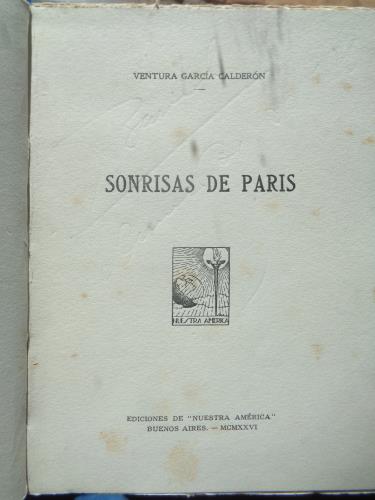 VENTURA GARCÍA CALDERÓN
SONRISAS DE PARIS
NUESTRA AMERICA
EDICIONES DE "NUESTRA AMÉRICA"
BUENOS AIRES. — MCMXXVI